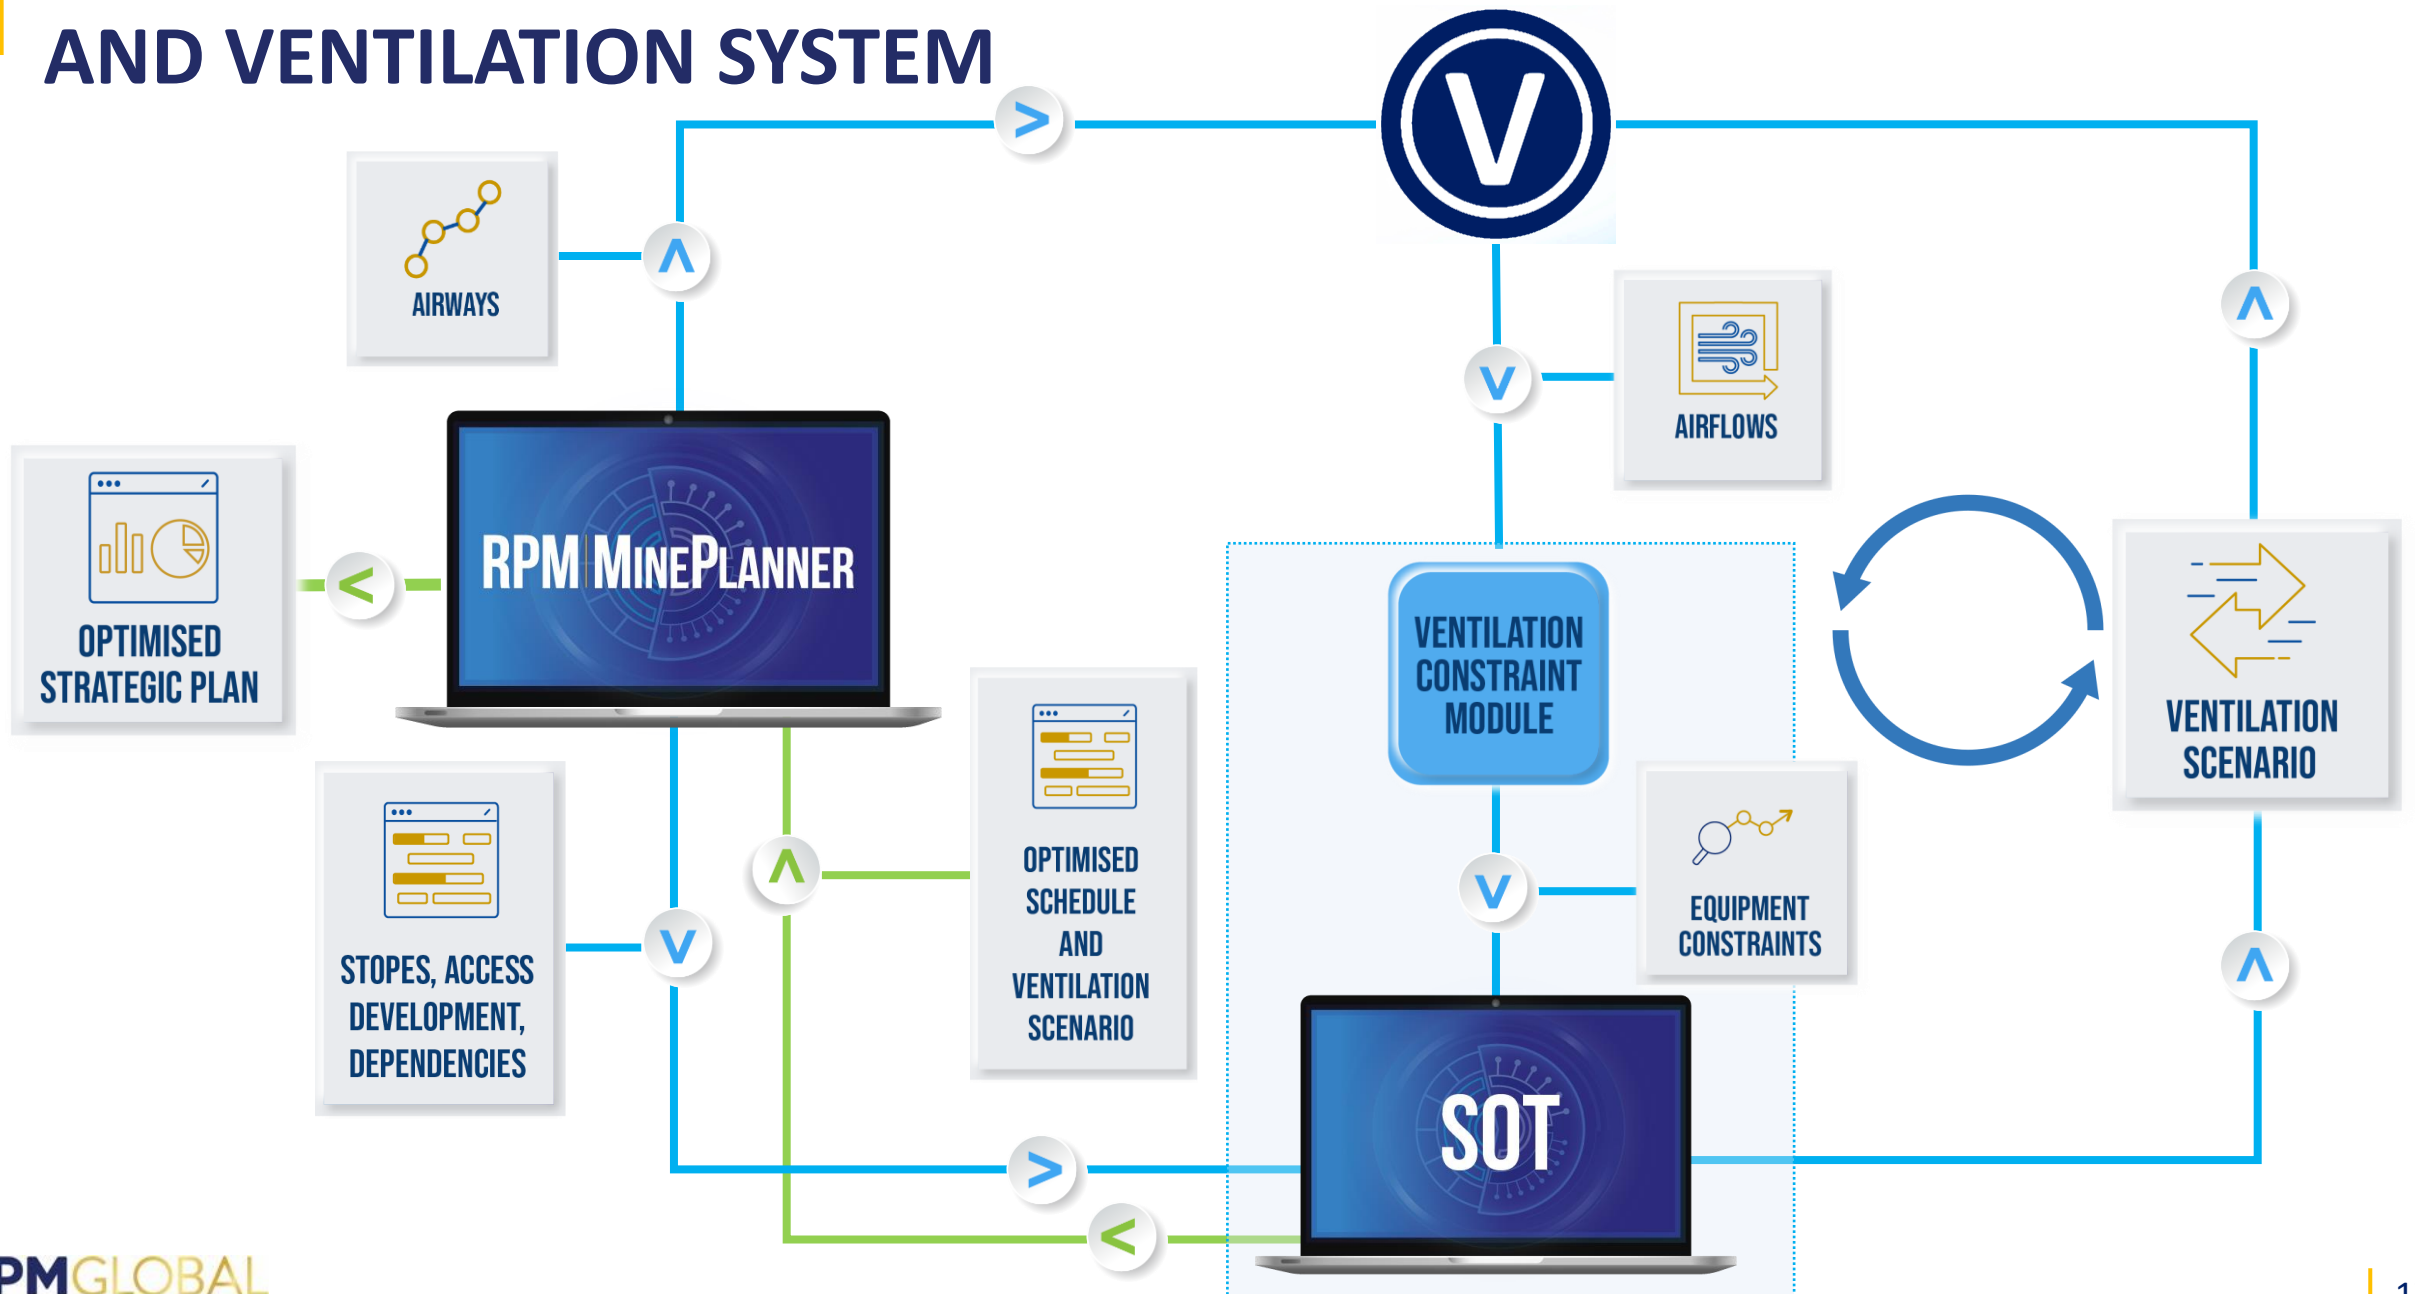 AND VENTILATION SYSTEM
V
AIRWAYS
AIRFLOWS
RPM MINEPLANNER
OPTIMISED
STRATEGIC PLAN
VENTILATION
CONSTRAINT
MODULE
VENTILATION
SCENARIO
OPTIMISED
SCHEDULE
AND
VENTILATION
SCENARIO
STOPES, ACCESS
DEVELOPMENT,
DEPENDENCIES
EQUIPMENT
CONSTRAINTS
SOT
PMGLOBAL
1